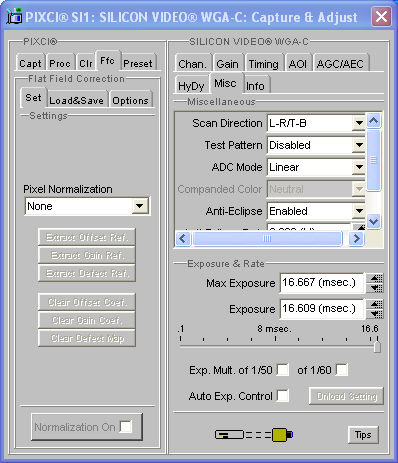 PIXCI® SI1: SILICON VIDEO® WGA-C: Capture & Adjust
PIXCI®
Capt Proc Clr Ffc Preset
Flat Field Correction
Set Load&Save Options
Settings
Pixel Normalization
None
Extract Offset Ref.
Extract Gain Ref.
Extract Defect Ref.
Clear Offset Coef.
Clear Gain Coef.
Clear Defect Map
Normalization On
SILICON VIDEO® WGA-C
Chan. Gain Timing AOI AGC/AEC
HyDy Misc Info
Miscellaneous
Scan Direction L-R/T-B
Test Pattern Disabled
ADC Mode Linear
Companded Color Neutral
Anti-Eclipse Enabled
Exposure & Rate
Max Exposure 16.667 (msec.)
Exposure 16.609 (msec.)
.1 8 msec. 16.6
Exp. Mult. of 1/50 of 1/60
Auto Exp. Control Onload Setting
Tips